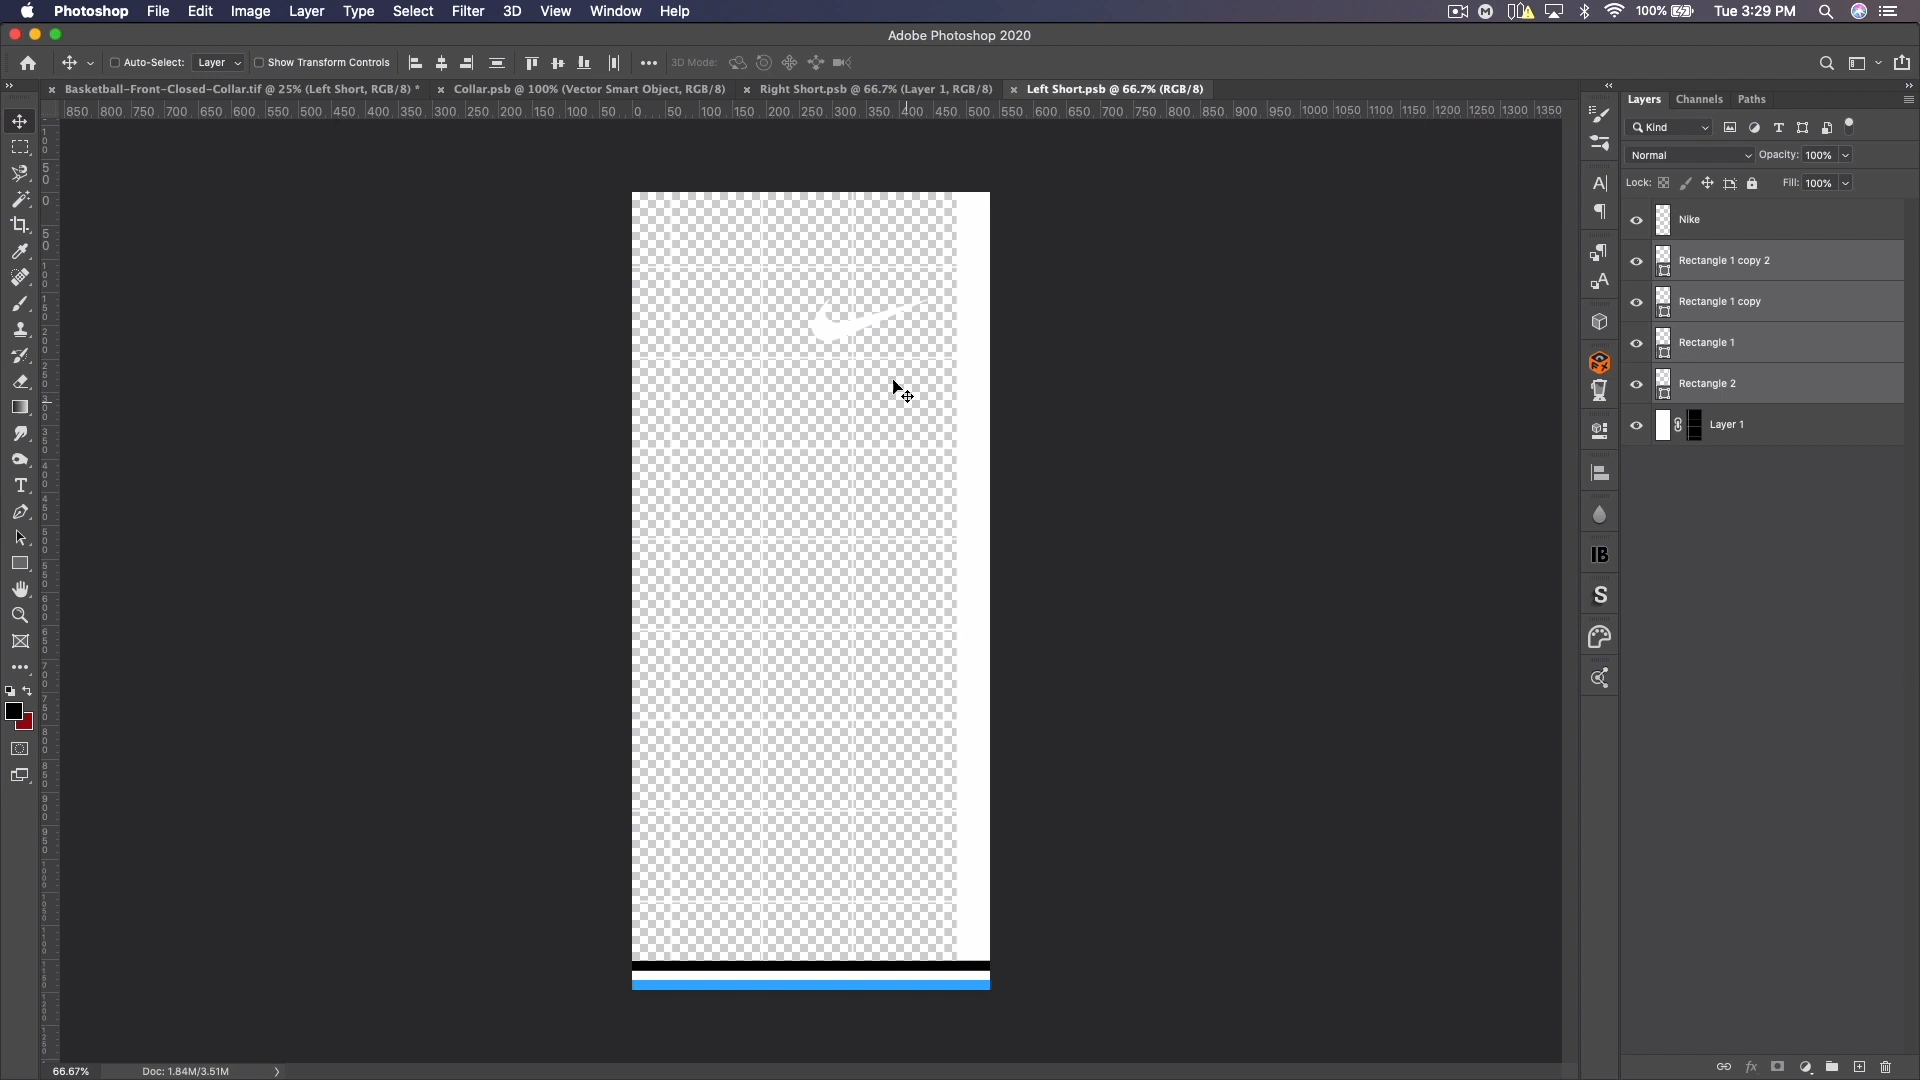 Photoshop File Edit Image Layer Type Select Filter 3D View Window Help 100% Tue 3:29 PM
Adobe Photoshop 2020
Auto-Select: Layer Show Transform Controls 3D Mode:
Basketball-Front-Closed-Collar.tif @ 25% (Left Short, RGB/8) * Collar.psb @ 100% (Vector Smart Object, RGB/8) Right Short.psb @ 66.7% (Layer 1, RGB/8) Left Short.psb @ 66.7% (RGB/8)
850 800 750 700 650 600 550 500 450 400 350 300 250 200 150 100 50 0 50 100 150 200 250 300 350 400 450 500 550 600 650 700 750 800 850 900 950 1000 1050 1100 1150 1200 1250 1300 1350
Layers Channels Paths
Kind
Normal Opacity: 100%
Lock: Fill: 100%
Nike
Rectangle 1 copy 2
Rectangle 1 copy
Rectangle 1
Rectangle 2
Layer 1
66.67% Doc: 1.84M/3.51M